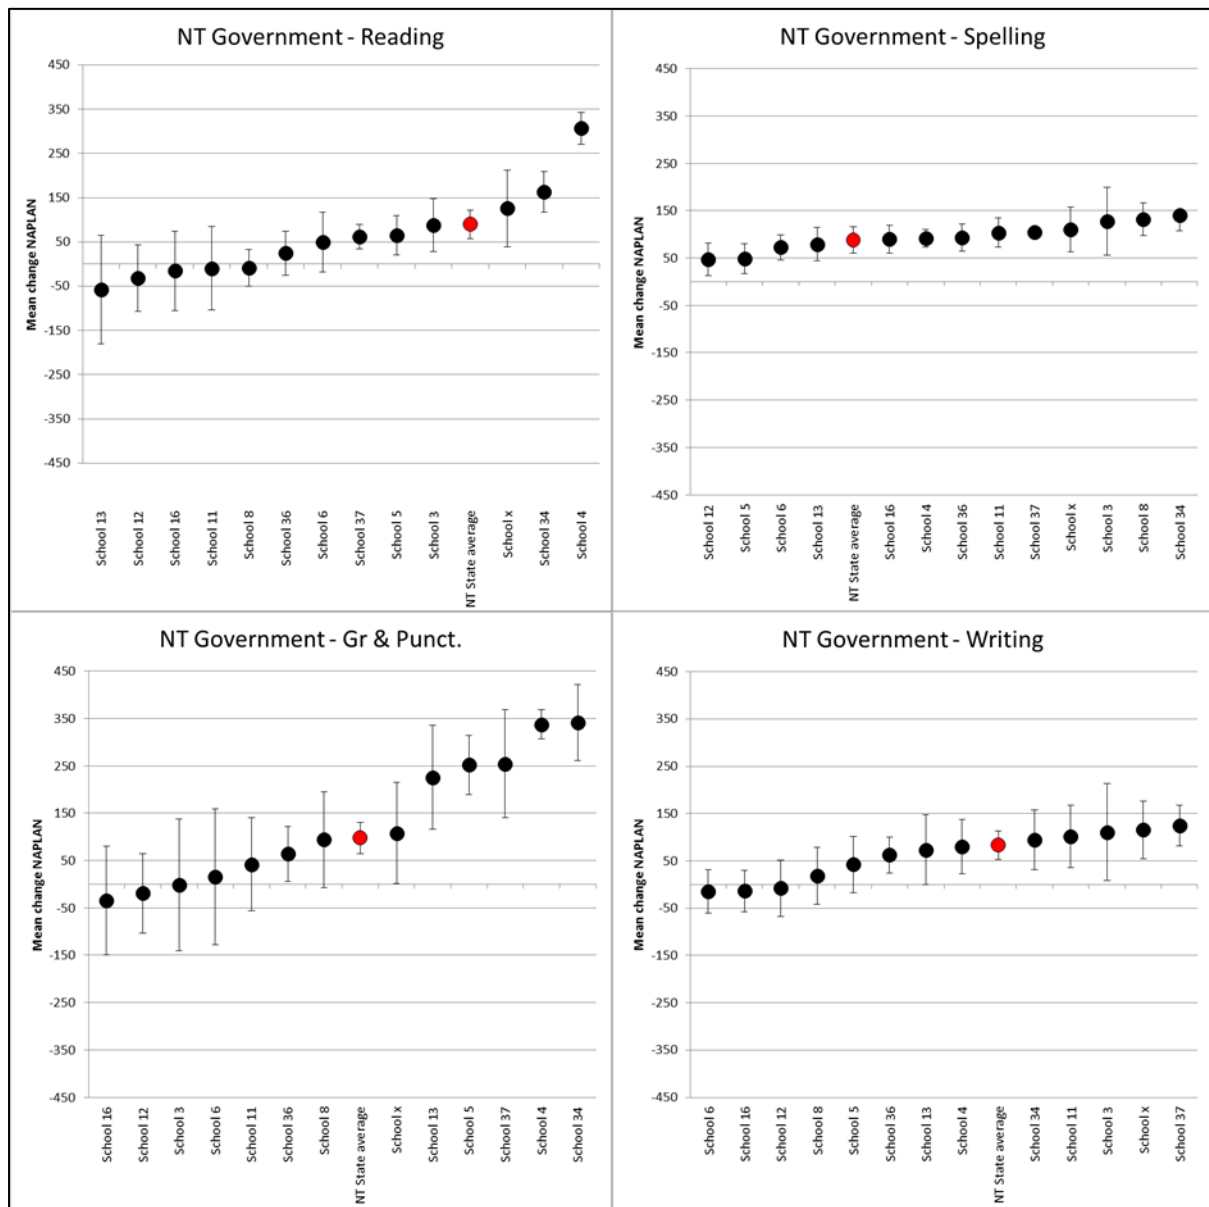 NT Government - Reading
Mean change NAPLAN
450
350
250
150
50
-50
-150
-250
-350
-450
School 13
School 12
School 16
School 11
School 8
School 36
School 6
School 37
School 5
School 3
NT State average
School x
School 34
School 4
NT Government - Spelling
Mean change NAPLAN
450
350
250
150
50
-50
-150
-250
-350
-450
School 12
School 5
School 6
School 13
NT State average
School 16
School 4
School 36
School 11
School 37
School x
School 3
School 8
School 34
NT Government - Gr & Punct.
Mean change NAPLAN
450
350
250
150
50
-50
-150
-250
-350
-450
School 16
School 12
School 3
School 6
School 11
School 36
School 8
NT State average
School x
School 13
School 5
School 37
School 4
School 34
NT Government - Writing
Mean change NAPLAN
450
350
250
150
50
-50
-150
-250
-350
-450
School 6
School 16
School 12
School 8
School 5
School 36
School 13
School 4
NT State average
School 34
School 11
School 3
School x
School 37